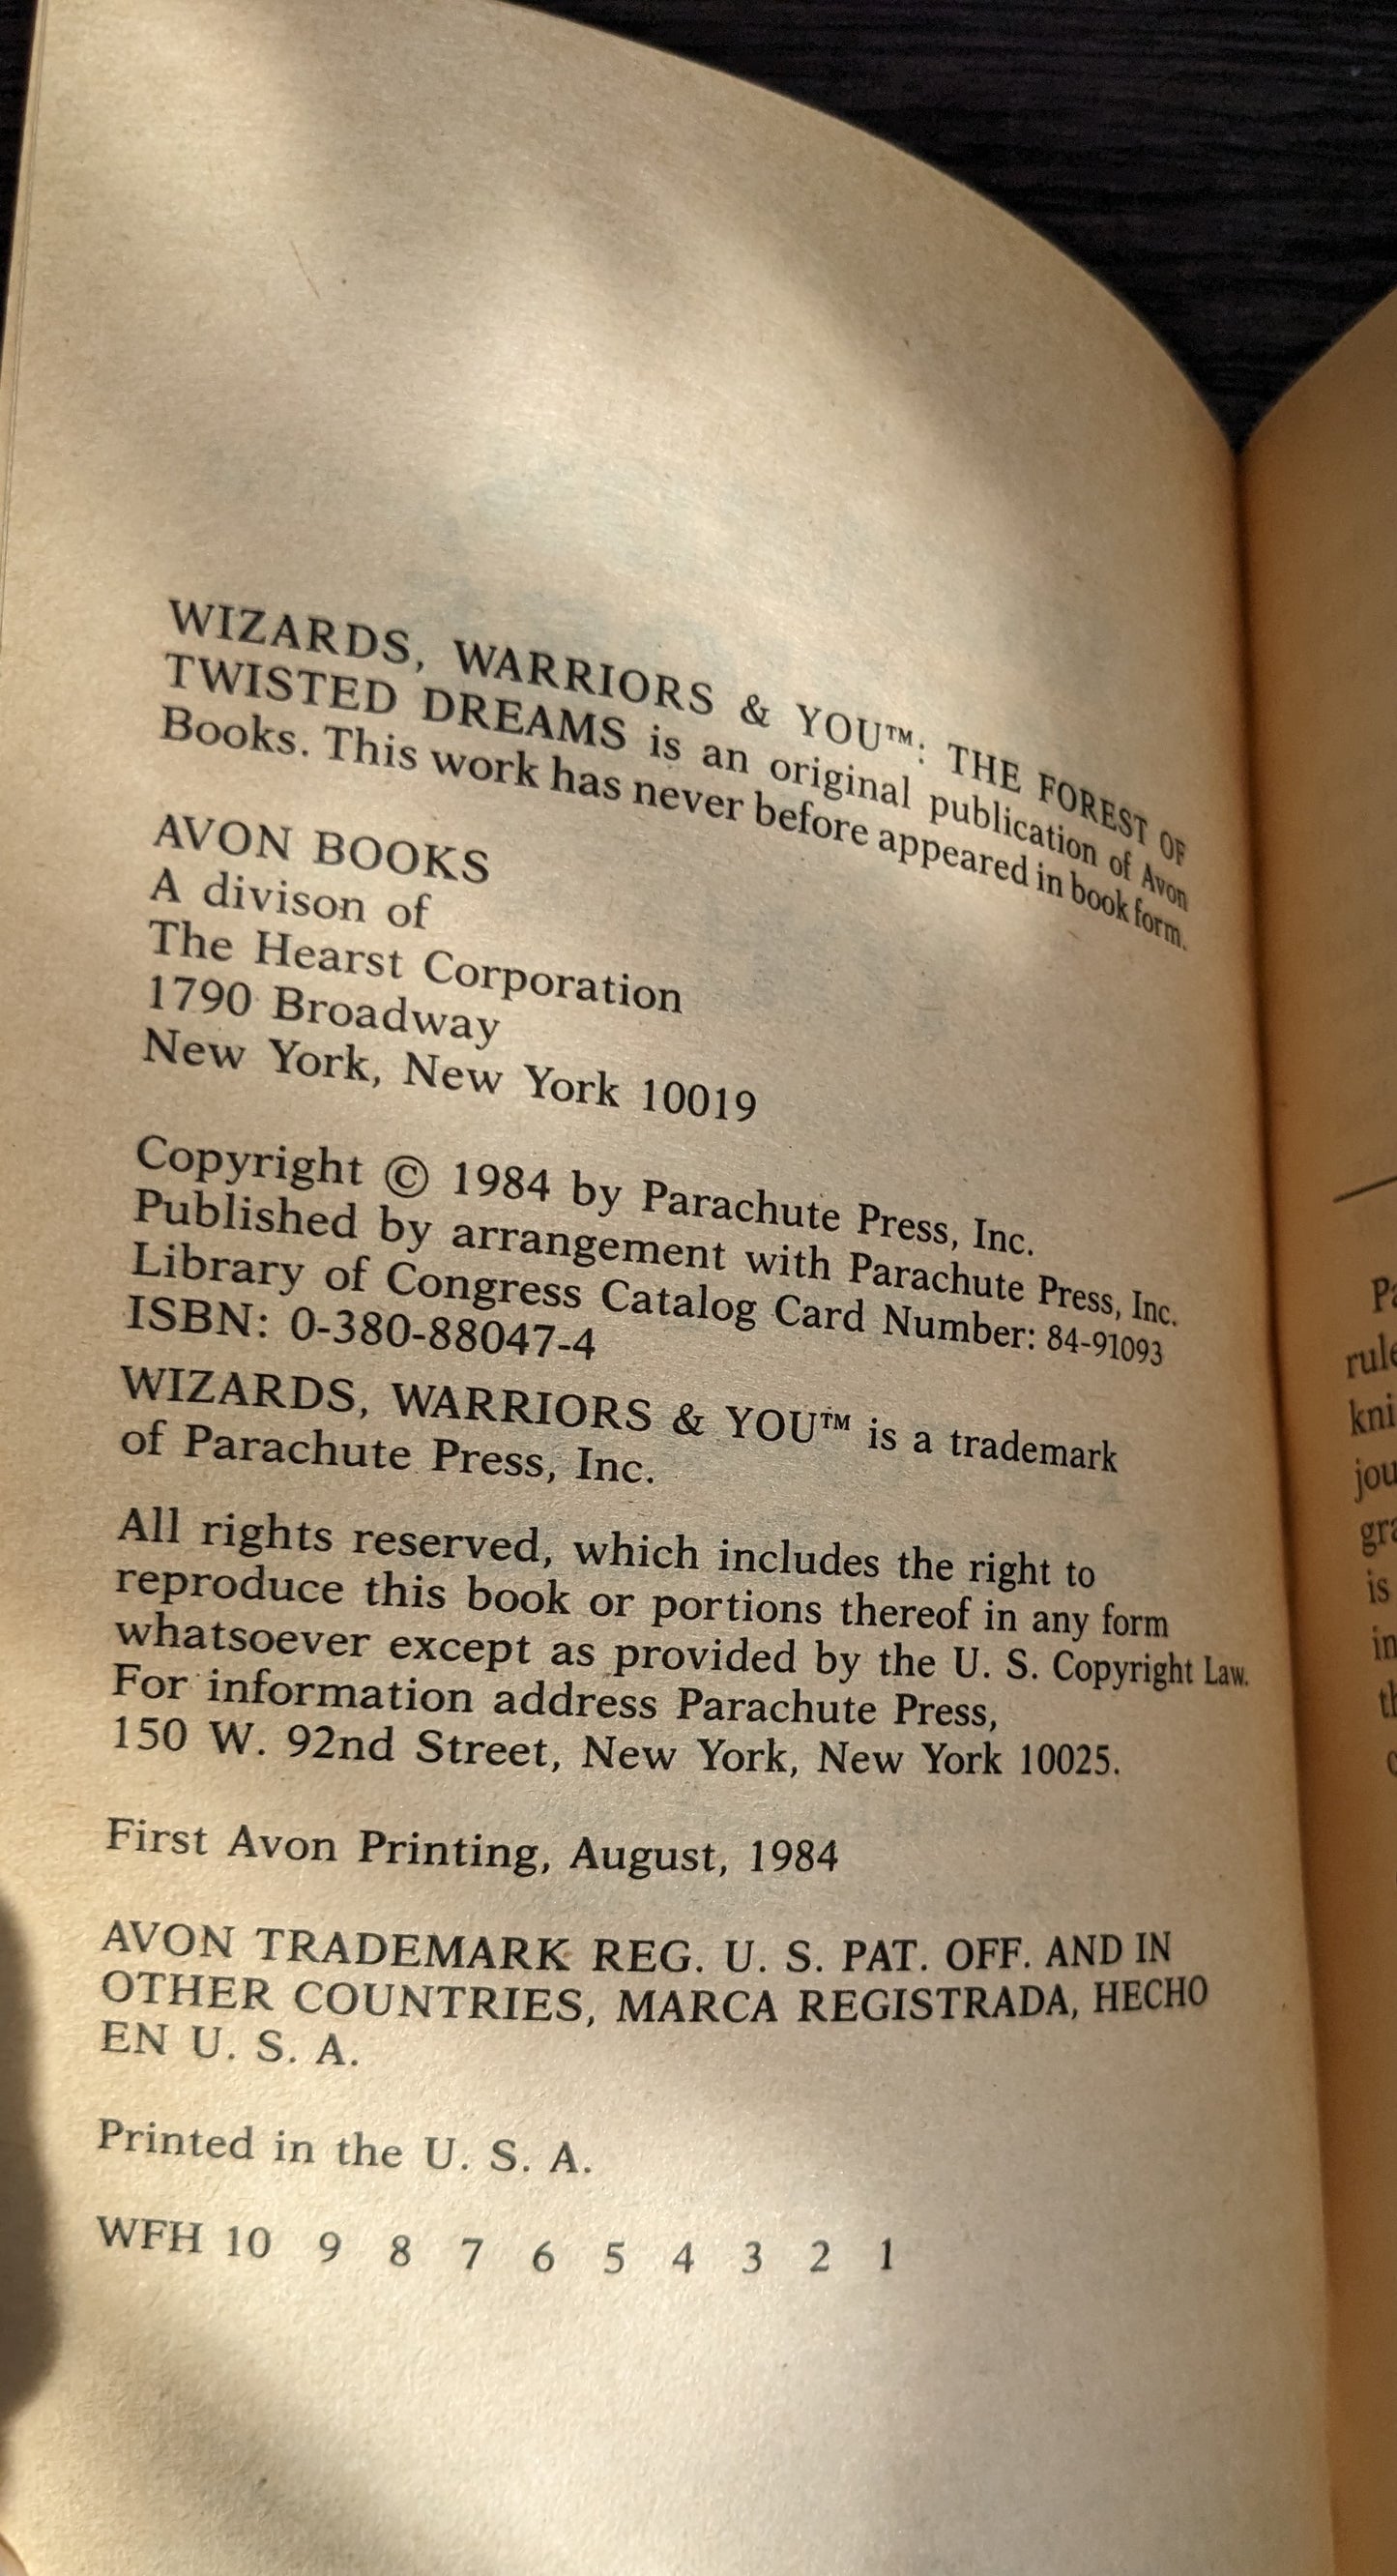 WIZARDS, WARRIORS & YOU™: THE FOREST OF
TWISTED DREAMS is an original publication of Avon
Books. This work has never before appeared in book form.
AVON BOOKS
A divison of
The Hearst Corporation
1790 Broadway
New York, New York 10019
Copyright © 1984 by Parachute Press, Inc.
Published by arrangement with Parachute Press, Inc.
Library of Congress Catalog Card Number: 84-91093
ISBN: 0-380-88047-4
WIZARDS, WARRIORS & YOU™ is a trademark
of Parachute Press, Inc.
All rights reserved, which includes the right to
reproduce this book or portions thereof in any form
whatsoever except as provided by the U. S. Copyright Law.
For information address Parachute Press,
150 W. 92nd Street, New York, New York 10025.
First Avon Printing, August, 1984
AVON TRADEMARK REG. U. S. PAT. OFF. AND IN
OTHER COUNTRIES, MARCA REGISTRADA, HECHO
EN U. S. A.
Printed in the U. S. A.
WFH 10 9 8 7 6 5 4 3 2 1
is